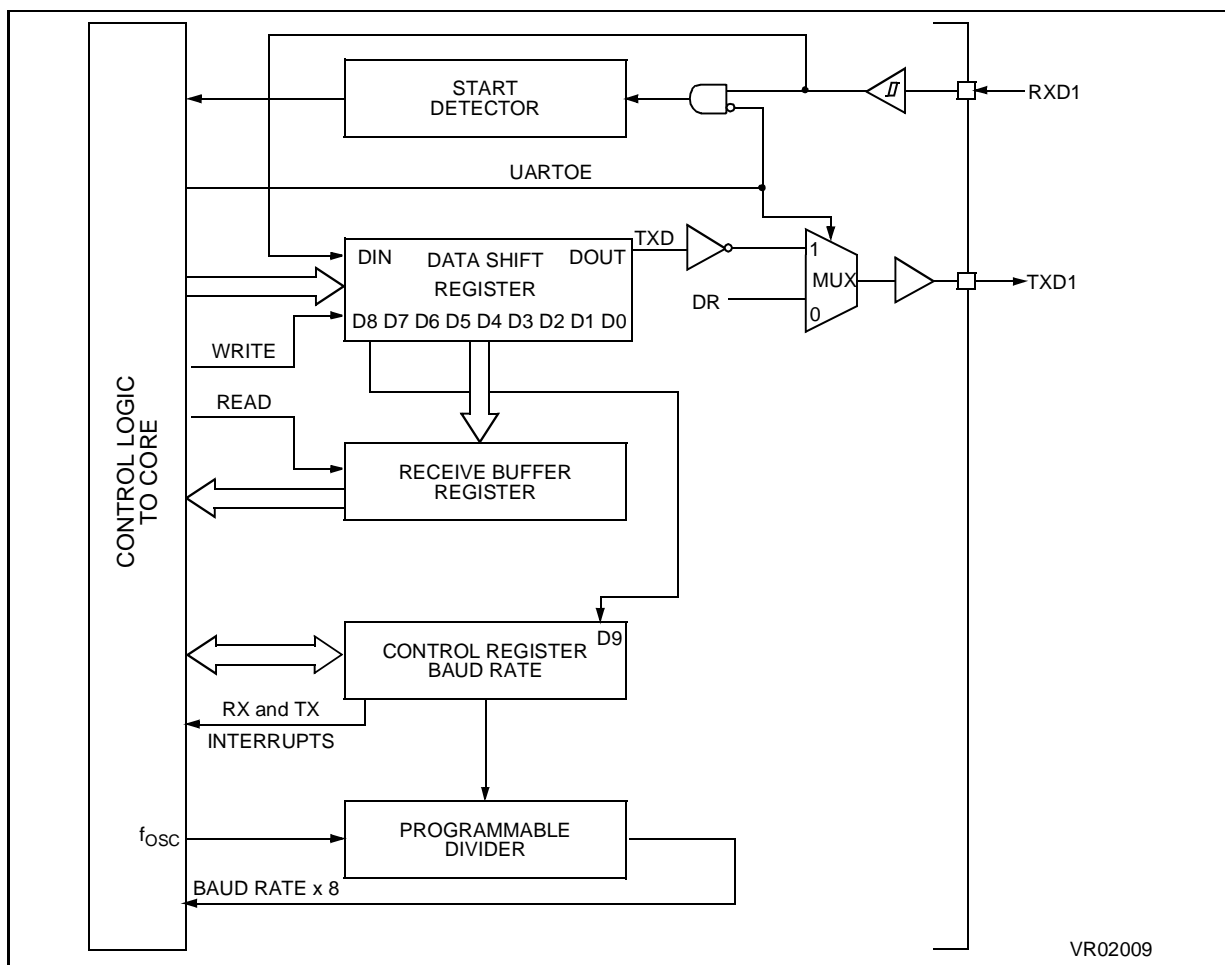 START
DETECTOR
RXD1
UARTOE
TXD
DIN DATA SHIFT DOUT
REGISTER
D8 D7 D6 D5 D4 D3 D2 D1 D0
1
MUX
0
DR
TXD1
WRITE
READ
CONTROL LOGIC
TO CORE
RECEIVE BUFFER
REGISTER
D9
CONTROL REGISTER
BAUD RATE
RX and TX
INTERRUPTS
fOSC
PROGRAMMABLE
DIVIDER
BAUD RATE x 8
VR02009